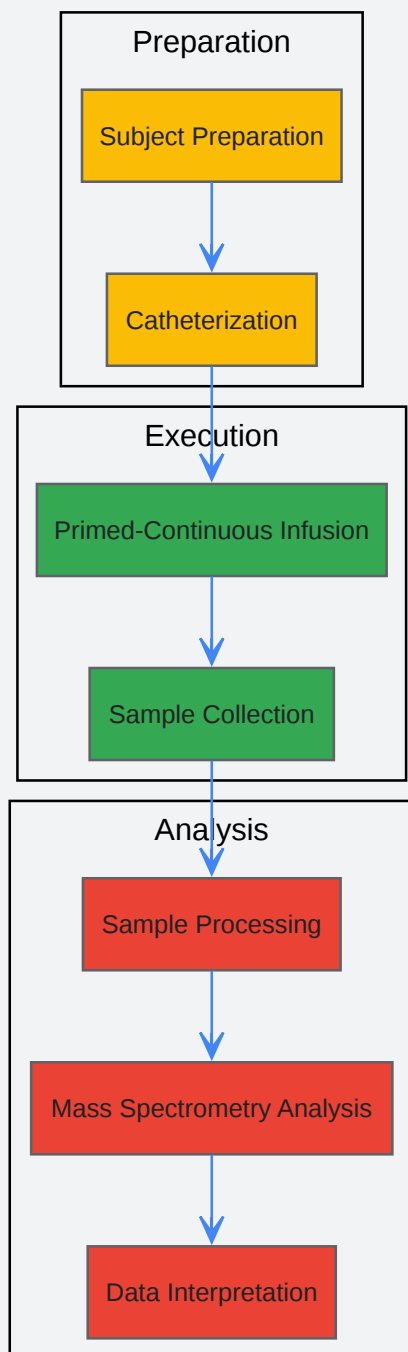 Preparation
Subject Preparation
Catheterization
Execution
Primed-Continuous Infusion
Sample Collection
Analysis
Sample Processing
Mass Spectrometry Analysis
Data Interpretation